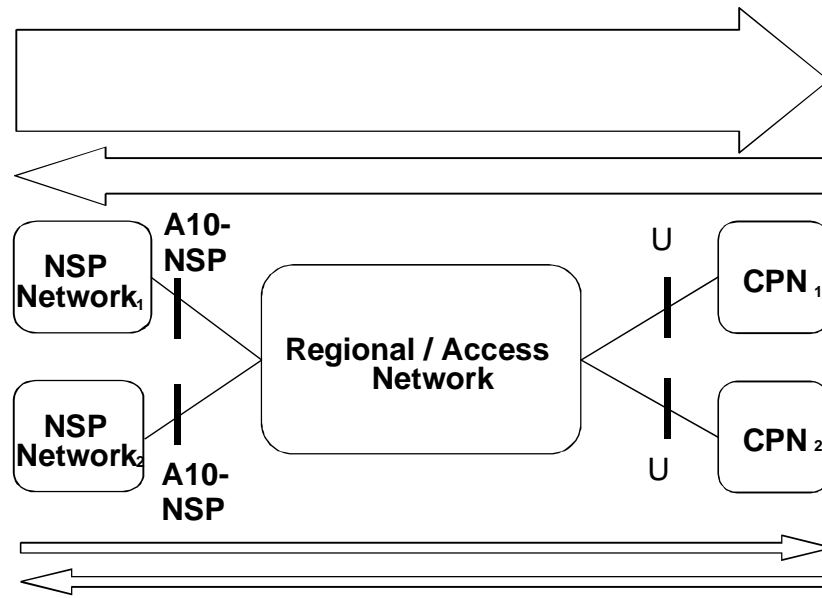 A10-
NSP
U
NSP
Network1
CPN 1
Regional / Access
Network
NSP
Network2
CPN 2
A10-
NSP
U